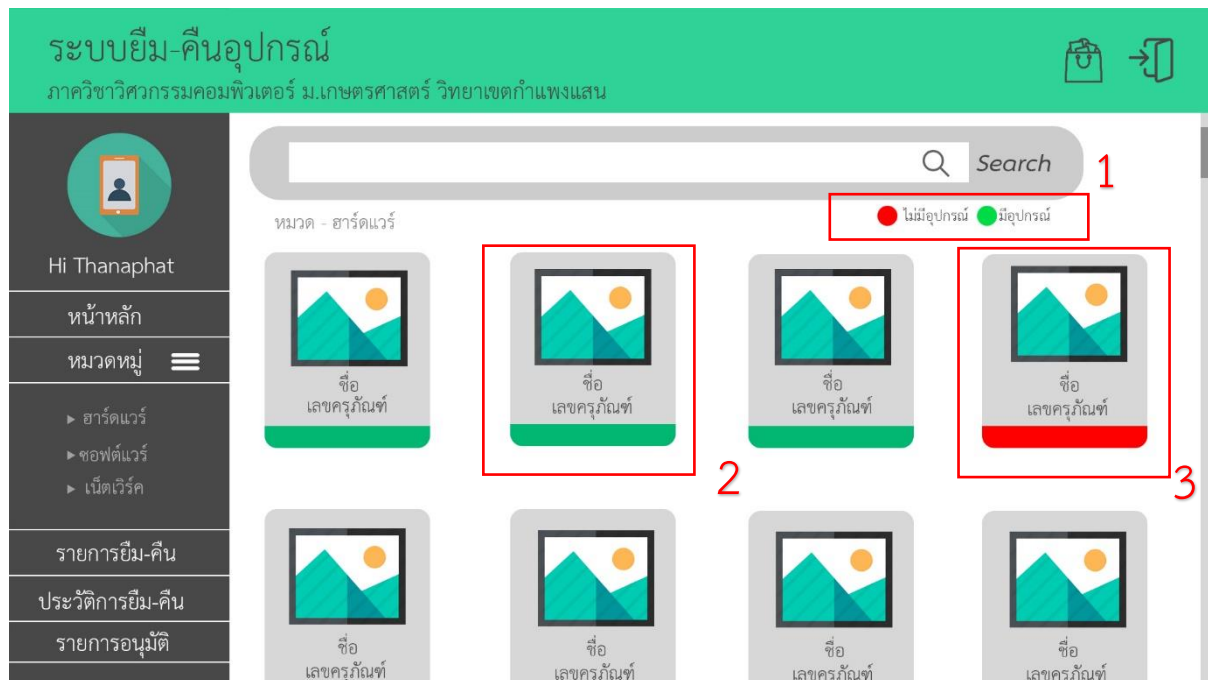 ระบบยืม-คืนอุปกรณ์
ภาควิชาวิศวกรรมคอมพิวเตอร์ ม.เกษตรศาสตร์ วิทยาเขตกำแพงแสน
Search
1
ไม่มีอุปกรณ์ มีอุปกรณ์
หมวด - ฮาร์ดแวร์
Hi Thanaphat
หน้าหลัก
หมวดหมู่
ฮาร์ดแวร์
ซอฟต์แวร์
เน็ตเวิร์ค
รายการยืม-คืน
ประวัติการยืม-คืน
รายการอนุมัติ
ชื่อ
เลขครุภัณฑ์
ชื่อ
เลขครุภัณฑ์
2
ชื่อ
เลขครุภัณฑ์
ชื่อ
เลขครุภัณฑ์
3
ชื่อ
เลขครุภัณฑ์
ชื่อ
เลขครุภัณฑ์
ชื่อ
เลขครุภัณฑ์
ชื่อ
เลขครุภัณฑ์